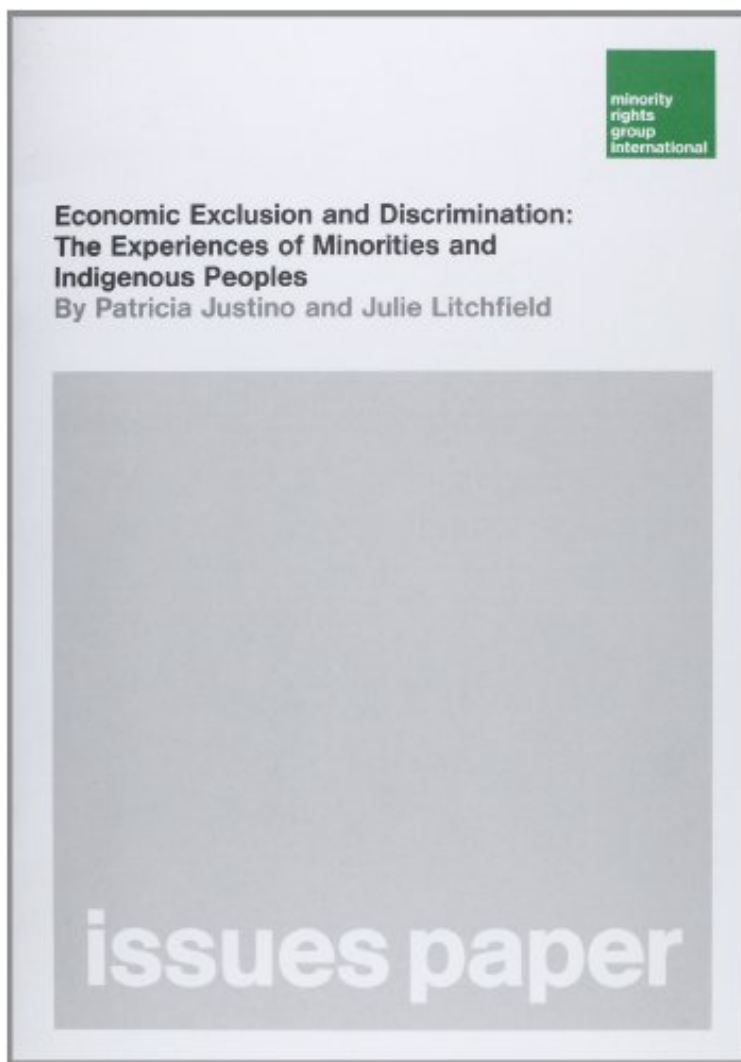 minority
rights
group
international
Economic Exclusion and Discrimination:
The Experiences of Minorities and
Indigenous Peoples
By Patricia Justino and Julie Litchfield
issues paper